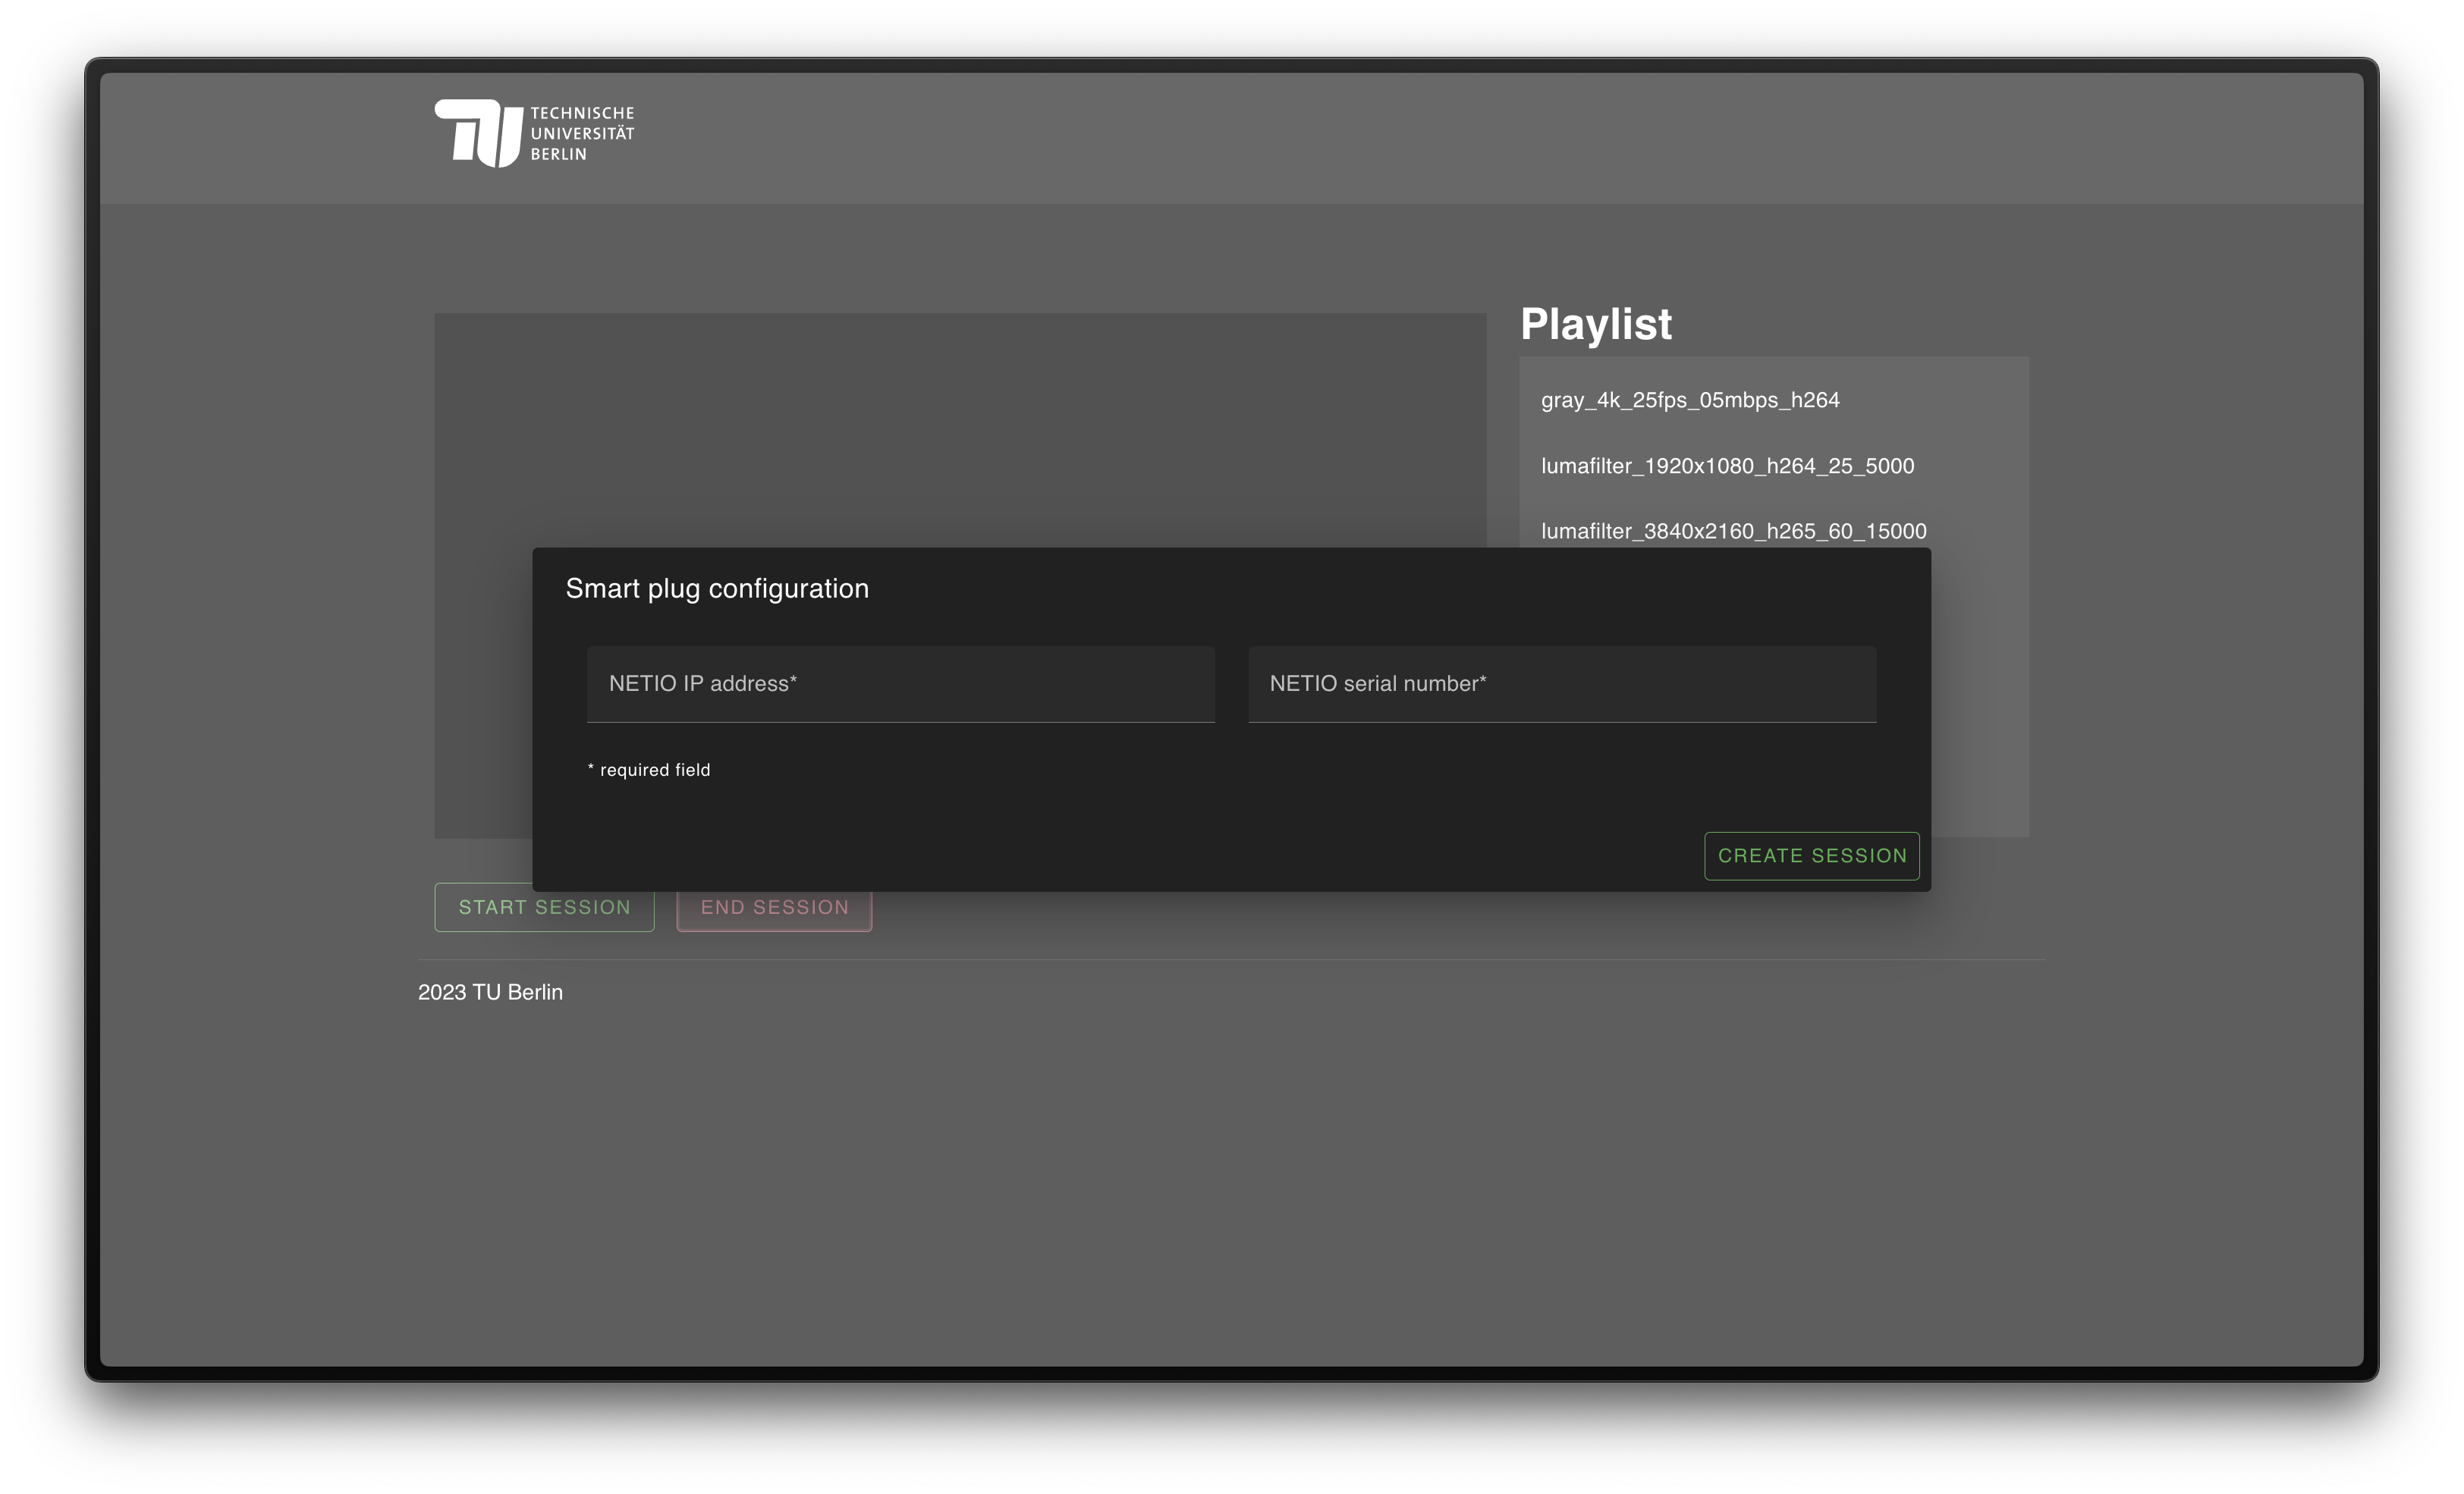 TECHNISCHE
UNIVERSITÄT
BERLIN
Playlist
gray_4k_25fps_05mbps_h264
lumafilter_1920x1080_h264_25_5000
lumafilter_3840x2160_h265_60_15000
Smart plug configuration
NETIO IP address*
NETIO serial number*
* required field
CREATE SESSION
START SESSION
END SESSION
2023 TU Berlin